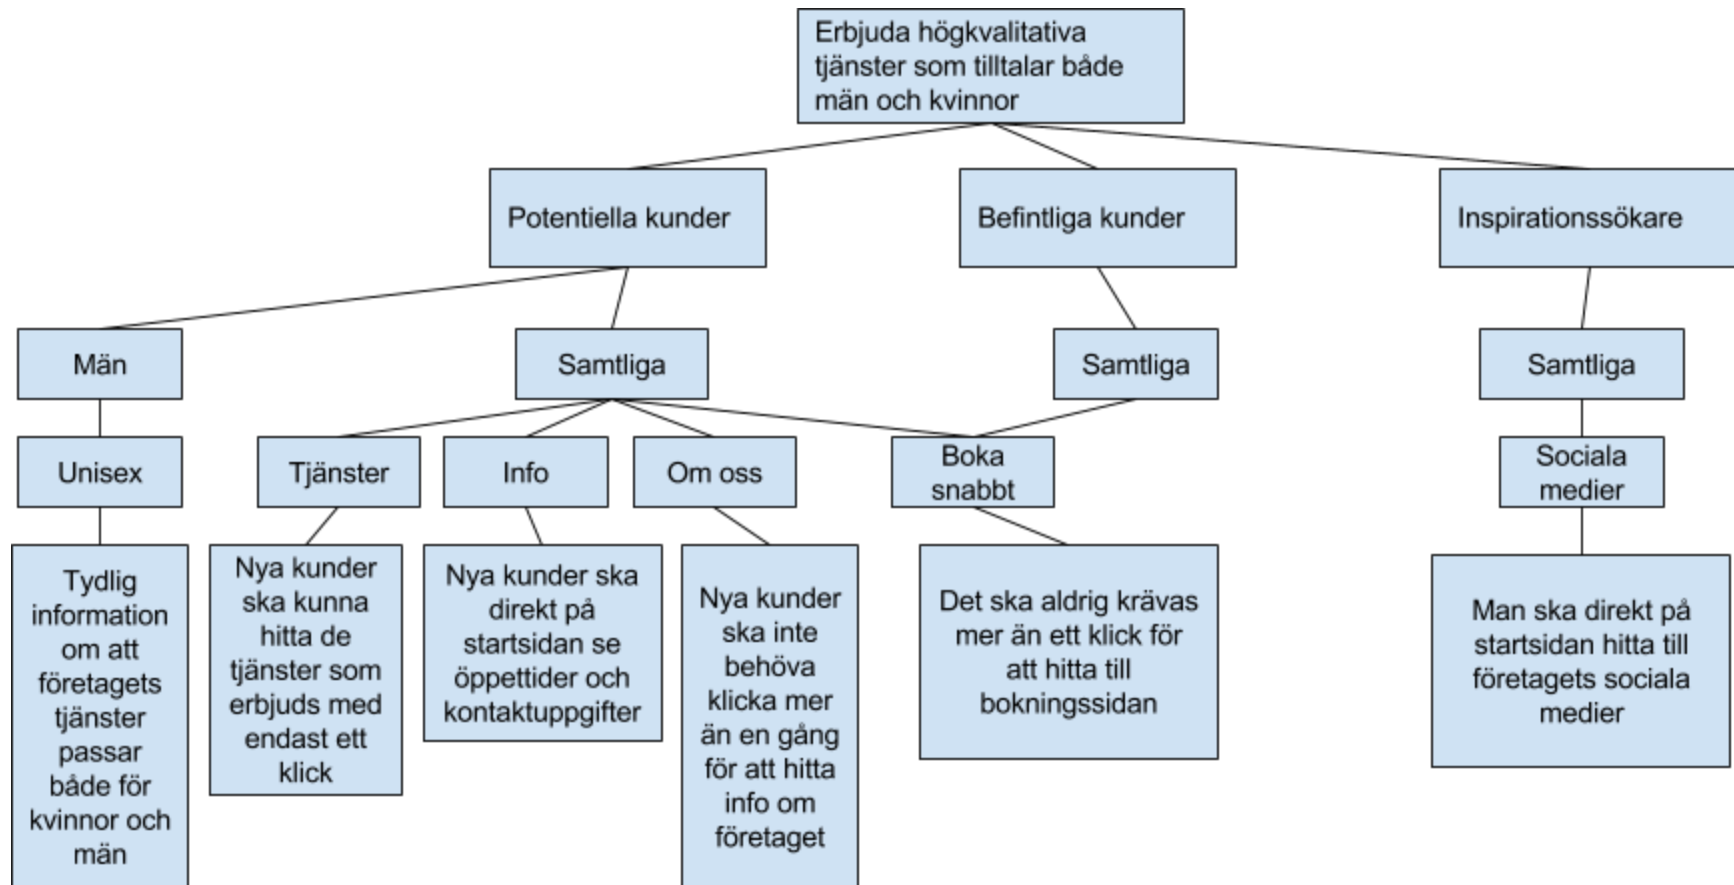 Erbjuda högkvalitativa
tjänster som tilltalar både
män och kvinnor
Potentiella kunder
Befintliga kunder
Inspirationssökare
Män
Samtliga
Samtliga
Samtliga
Unisex
Tjänster
Info
Om oss
Boka
snabbt
Sociala
medier
Tydlig
information
om att
företagets
tjänster
passar
både för
kvinnor och
män
Nya kunder
ska kunna
hitta de
tjänster som
erbjuds med
endast ett
klick
Nya kunder ska
direkt på
startsidan se
öppettider och
kontaktuppgifter
Nya kunder
ska inte
behöva
klicka mer
än en gång
för att hitta
info om
företaget
Det ska aldrig krävas
mer än ett klick för
att hitta till
bokningssidan
Man ska direkt på
startsidan hitta till
företagets sociala
medier